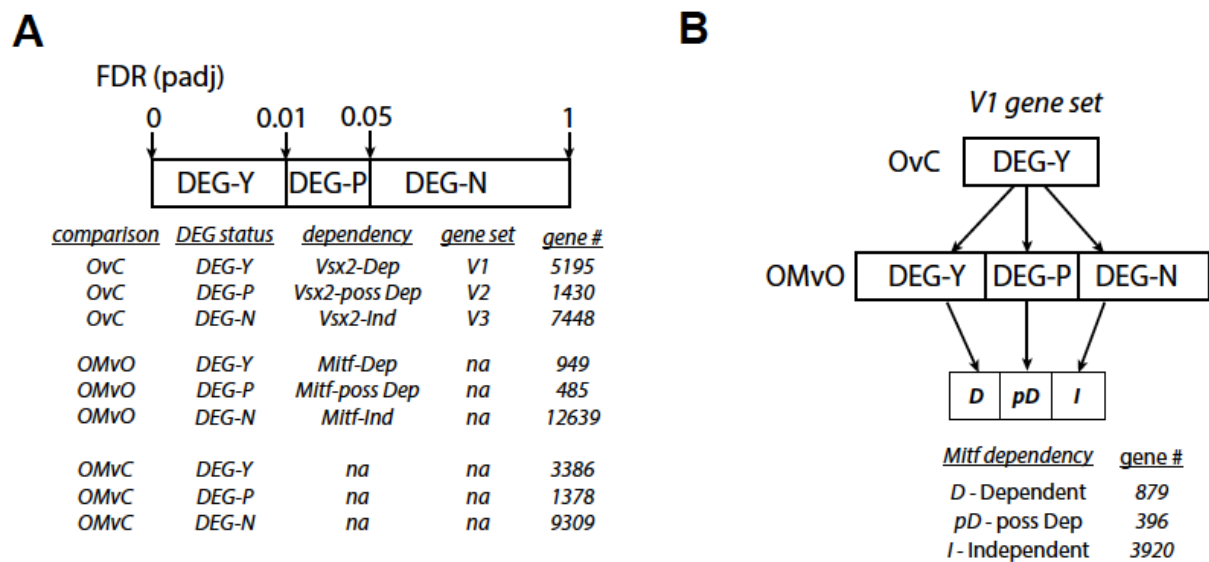 A
FDR (padj)
0 0.01 0.05 1
DEG-Y DEG-P DEG-N
comparison DEG status dependency gene set gene #
OvC DEG-Y Vsx2-Dep V1 5195
OvC DEG-P Vsx2-poss Dep V2 1430
OvC DEG-N Vsx2-Ind V3 7448
OMvO DEG-Y Mitf-Dep na 949
OMvO DEG-P Mitf-poss Dep na 485
OMvO DEG-N Mitf-Ind na 12639
OMvC DEG-Y na na 3386
OMvC DEG-P na na 1378
OMvC DEG-N na na 9309
B
V1 gene set
OvC DEG-Y
OMvO DEG-Y DEG-P DEG-N
D pD I
Mitf dependency gene #
D - Dependent 879
pD - poss Dep 396
I - Independent 3920